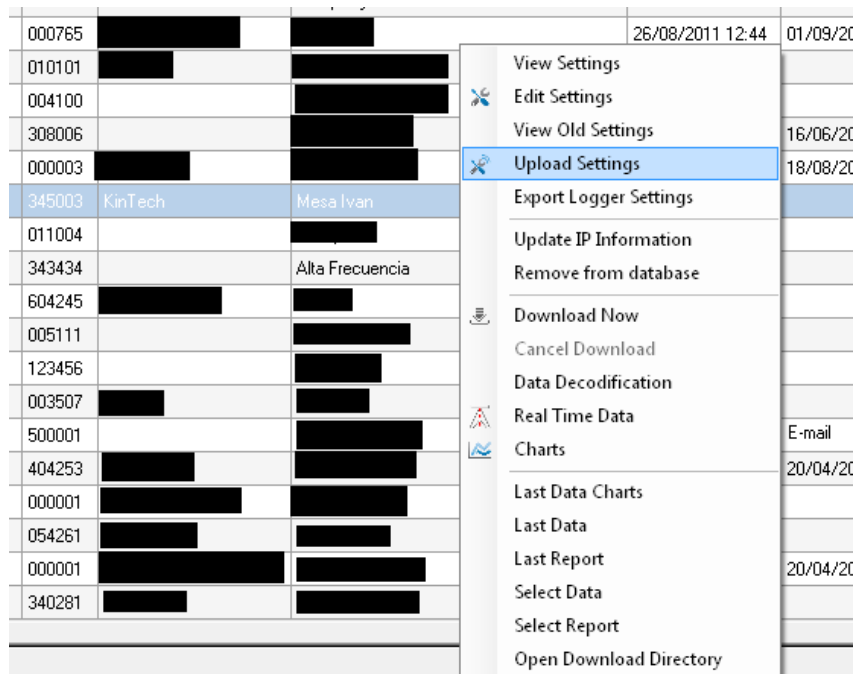 000765 26/08/2011 12:44 01/09/20
010101
004100
308006 16/06/20
000003 18/08/20
345003 KinTech Mesa Ivan
011004
343434 Alta Frecuencia
604245
005111
123456
003507
500001 E-mail
404253 20/04/20
000001
054261
000001 20/04/20
340281
View Settings
Edit Settings
View Old Settings
Upload Settings
Export Logger Settings
Update IP Information
Remove from database
Download Now
Cancel Download
Data Decodification
Real Time Data
Charts
Last Data Charts
Last Data
Last Report
Select Data
Select Report
Open Download Directory